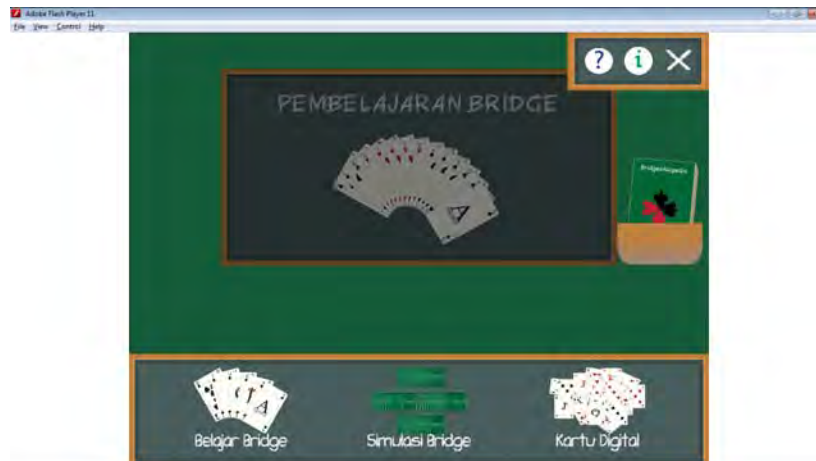 Adobe Flash Player 11
File View Control Help
? i
PEMBELAJARAN BRIDGE
A
Belajar Bridge
Simulasi Bridge
Kartu Digital